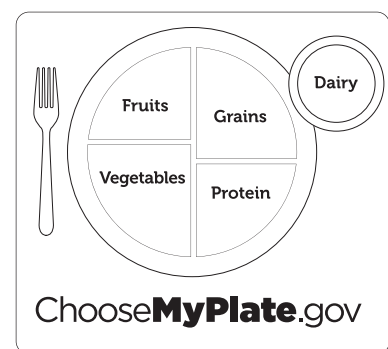 Dairy
Fruits
Grains
Vegetables
Protein
ChooseMyPlate.gov